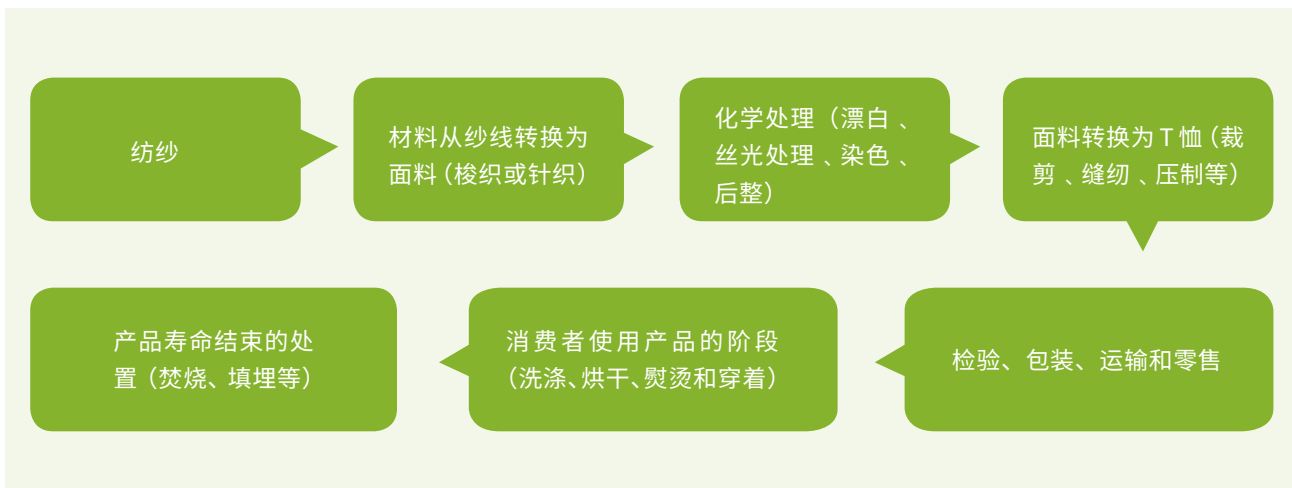 纺纱
材料从纱线转换为
面料（梭织或针织）
化学处理（漂白、
丝光处理、染色、
后整）
面料转换为T恤（裁
剪、缝纫、压制等）
检验、包装、运输和零售
消费者使用产品的阶段
（洗涤、烘干、熨烫和穿着）
产品寿命结束的处
置（焚烧、填埋等）